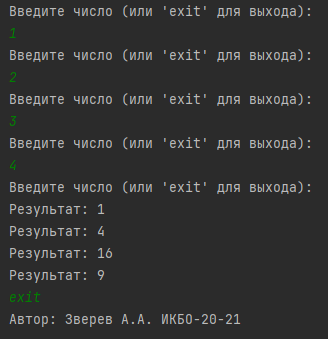 Введите число (или 'exit' для выхода):
1
Введите число (или 'exit' для выхода):
2
Введите число (или 'exit' для выхода):
3
Введите число (или 'exit' для выхода):
4
Введите число (или 'exit' для выхода):
Результат: 1
Результат: 4
Результат: 16
Результат: 9
exit
Автор: Зверев А.А. ИКБО-20-21